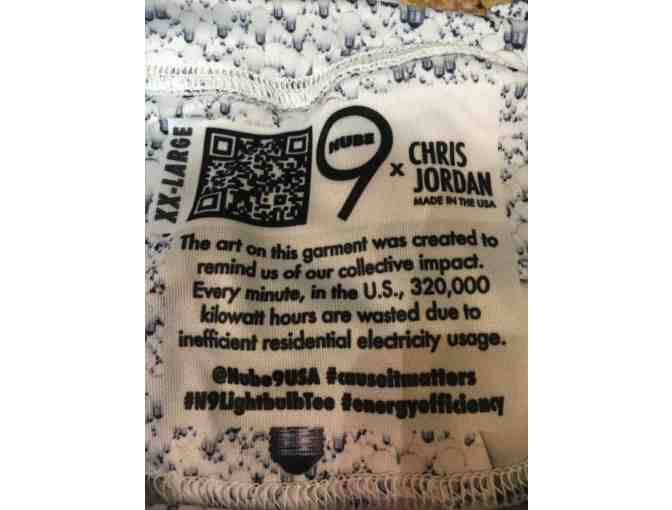 XX-LARGE
NUBE
9
x
CHRIS
JORDAN
MADE IN THE USA
The art on this garment was created to
remind us of our collective impact.
Every minute, in the U.S., 320,000
kilowatt hours are wasted due to
inefficient residential electricity usage.
@Nube9USA #causeitmatters
#N9LightbulbTee #energyefficiency